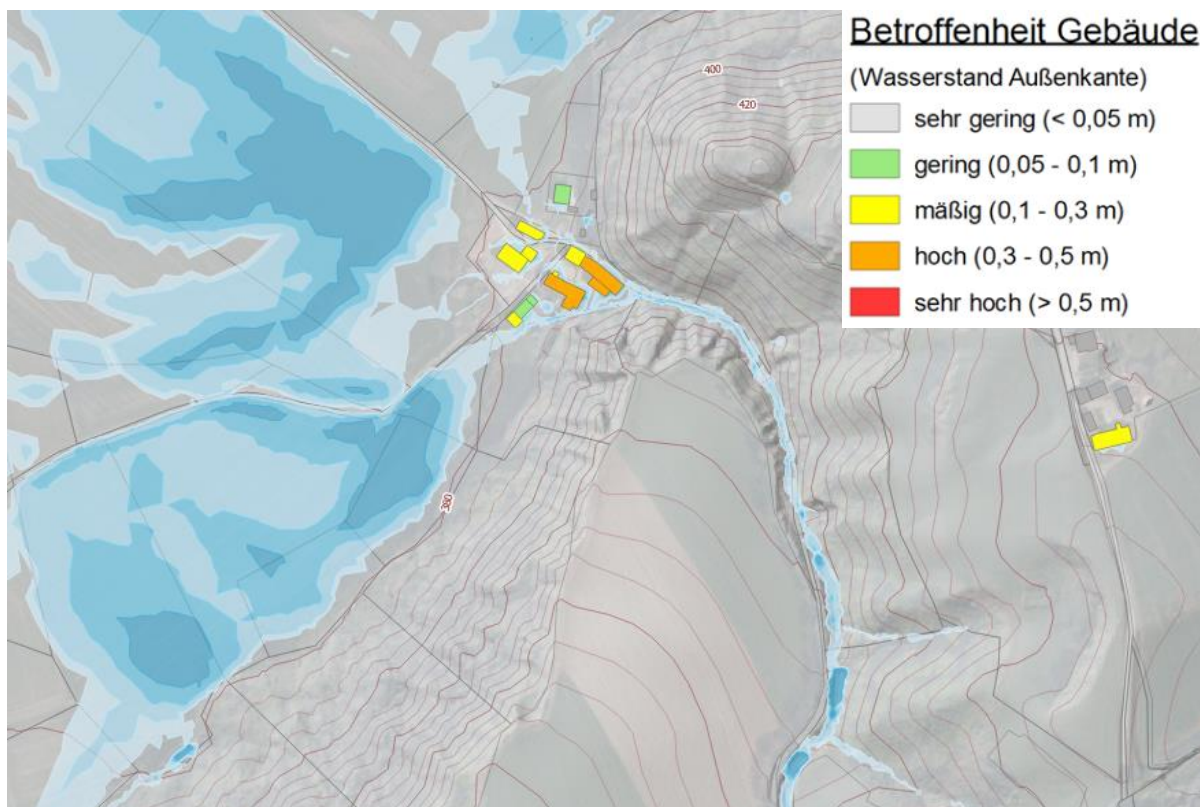 Betroffenheit Gebäude
(Wasserstand Außenkante)
sehr gering (< 0,05 m)
gering (0,05 - 0,1 m)
mäßig (0,1 - 0,3 m)
hoch (0,3 - 0,5 m)
sehr hoch (> 0,5 m)
400
420
380